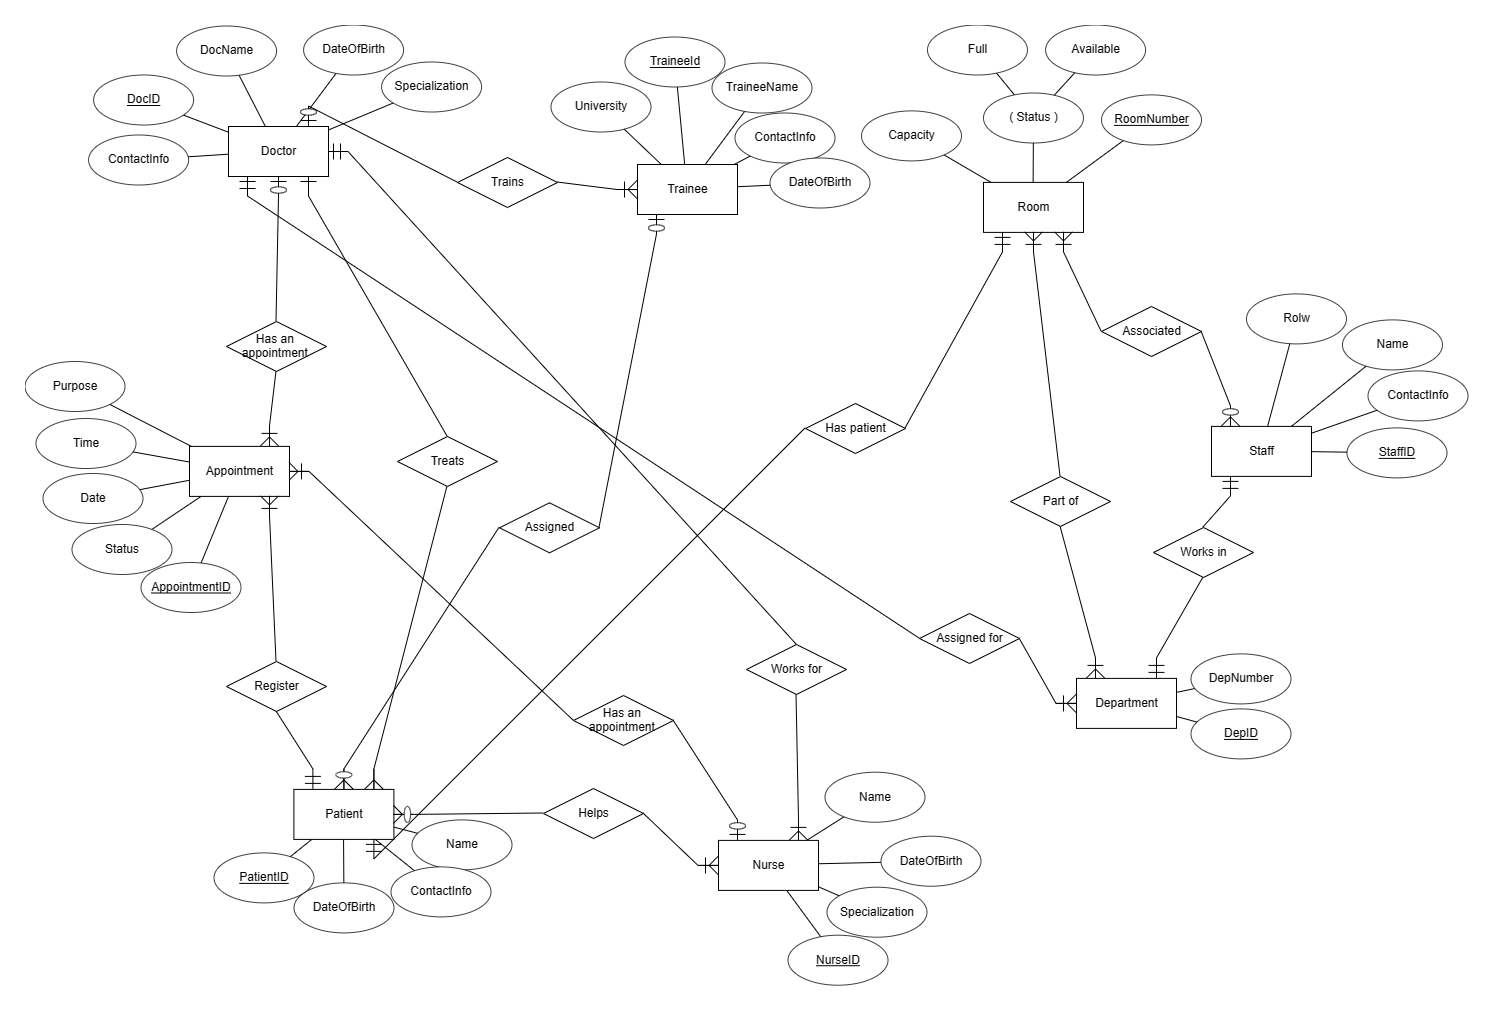 DocName
DateOfBirth
Specialization
DocID
ContactInfo
Doctor
Trains
TraineeId
TraineeName
University
ContactInfo
DateOfBirth
Trainee
Full
Available
( Status )
RoomNumber
Capacity
Room
Has an
appointment
Associated
Rolw
Name
ContactInfo
StaffID
Staff
Purpose
Time
Date
Status
AppointmentID
Appointment
Treats
Has patient
Assigned
Part of
Works in
Register
Has an
appointment
Works for
Assigned for
DepNumber
DepID
Department
Patient
Helps
Name
PatientID
ContactInfo
DateOfBirth
Nurse
Name
DateOfBirth
Specialization
NurseID